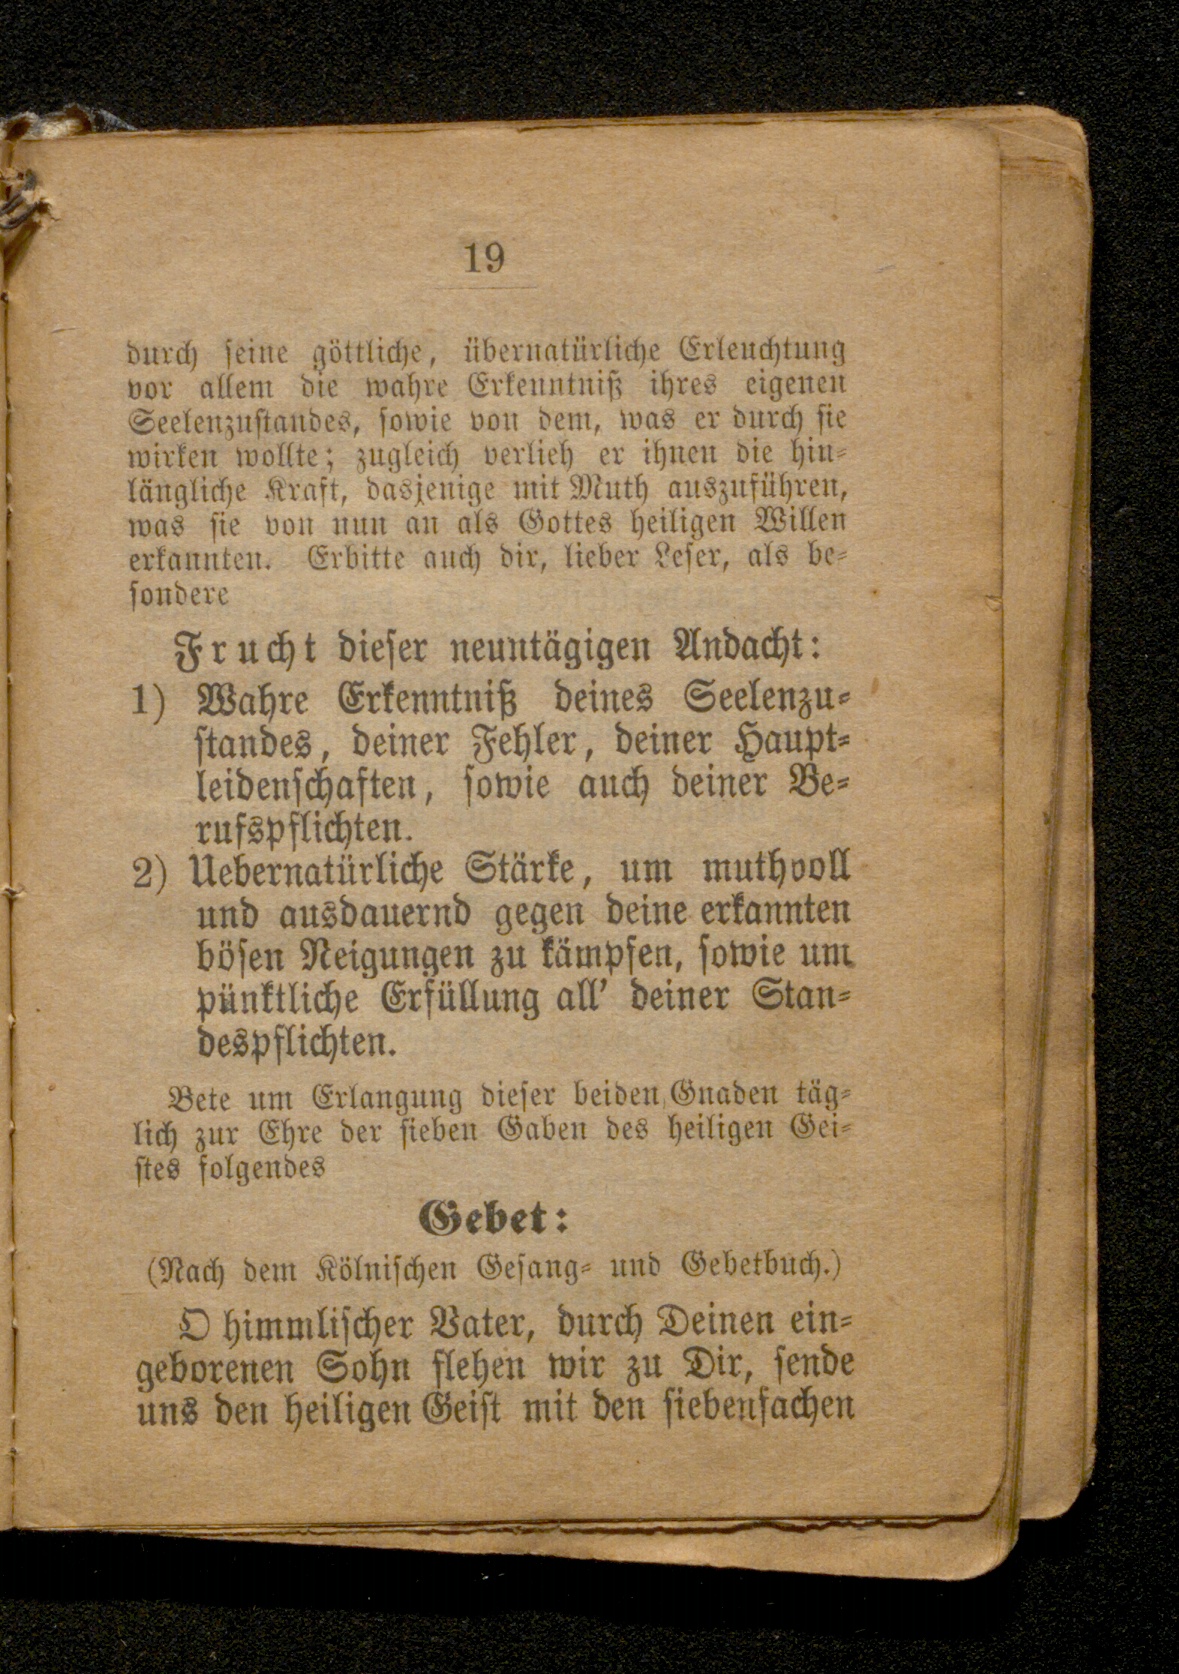 19
durch seine göttliche, übernatürliche Erleuchtung
vor allem die wahre Erkenntniß ihres eigenen
Seelenzustandes, sowie von dem, was er durch sie
wirken wollte; zugleich verlieh er ihnen die hin-
längliche Kraft, dasjenige mit Muth auszuführen,
was sie von nun an als Gottes heiligen Willen
erkannten. Erbitte auch dir, lieber Leser, als be-
sondere
Frucht dieser neuntägigen Andacht:
1) Wahre Erkenntniß deines Seelenzu-
standes, deiner Fehler, deiner Haupt-
leidenschaften, sowie auch deiner Be-
rufspflichten.
2) Uebernatürliche Stärke, um muthvoll
und ausdauernd gegen deine erkannten
bösen Neigungen zu kämpfen, sowie um
pünktliche Erfüllung all' deiner Stan-
despflichten.
Bete um Erlangung dieser beiden Gnaden täg-
lich zur Ehre der sieben Gaben des heiligen Gei-
stes folgendes
Gebet:
(Nach dem Kölnischen Gesang- und Gebetbuch.)
O himmlischer Vater, durch Deinen ein-
geborenen Sohn flehen wir zu Dir, sende
uns den heiligen Geist mit den siebenfachen